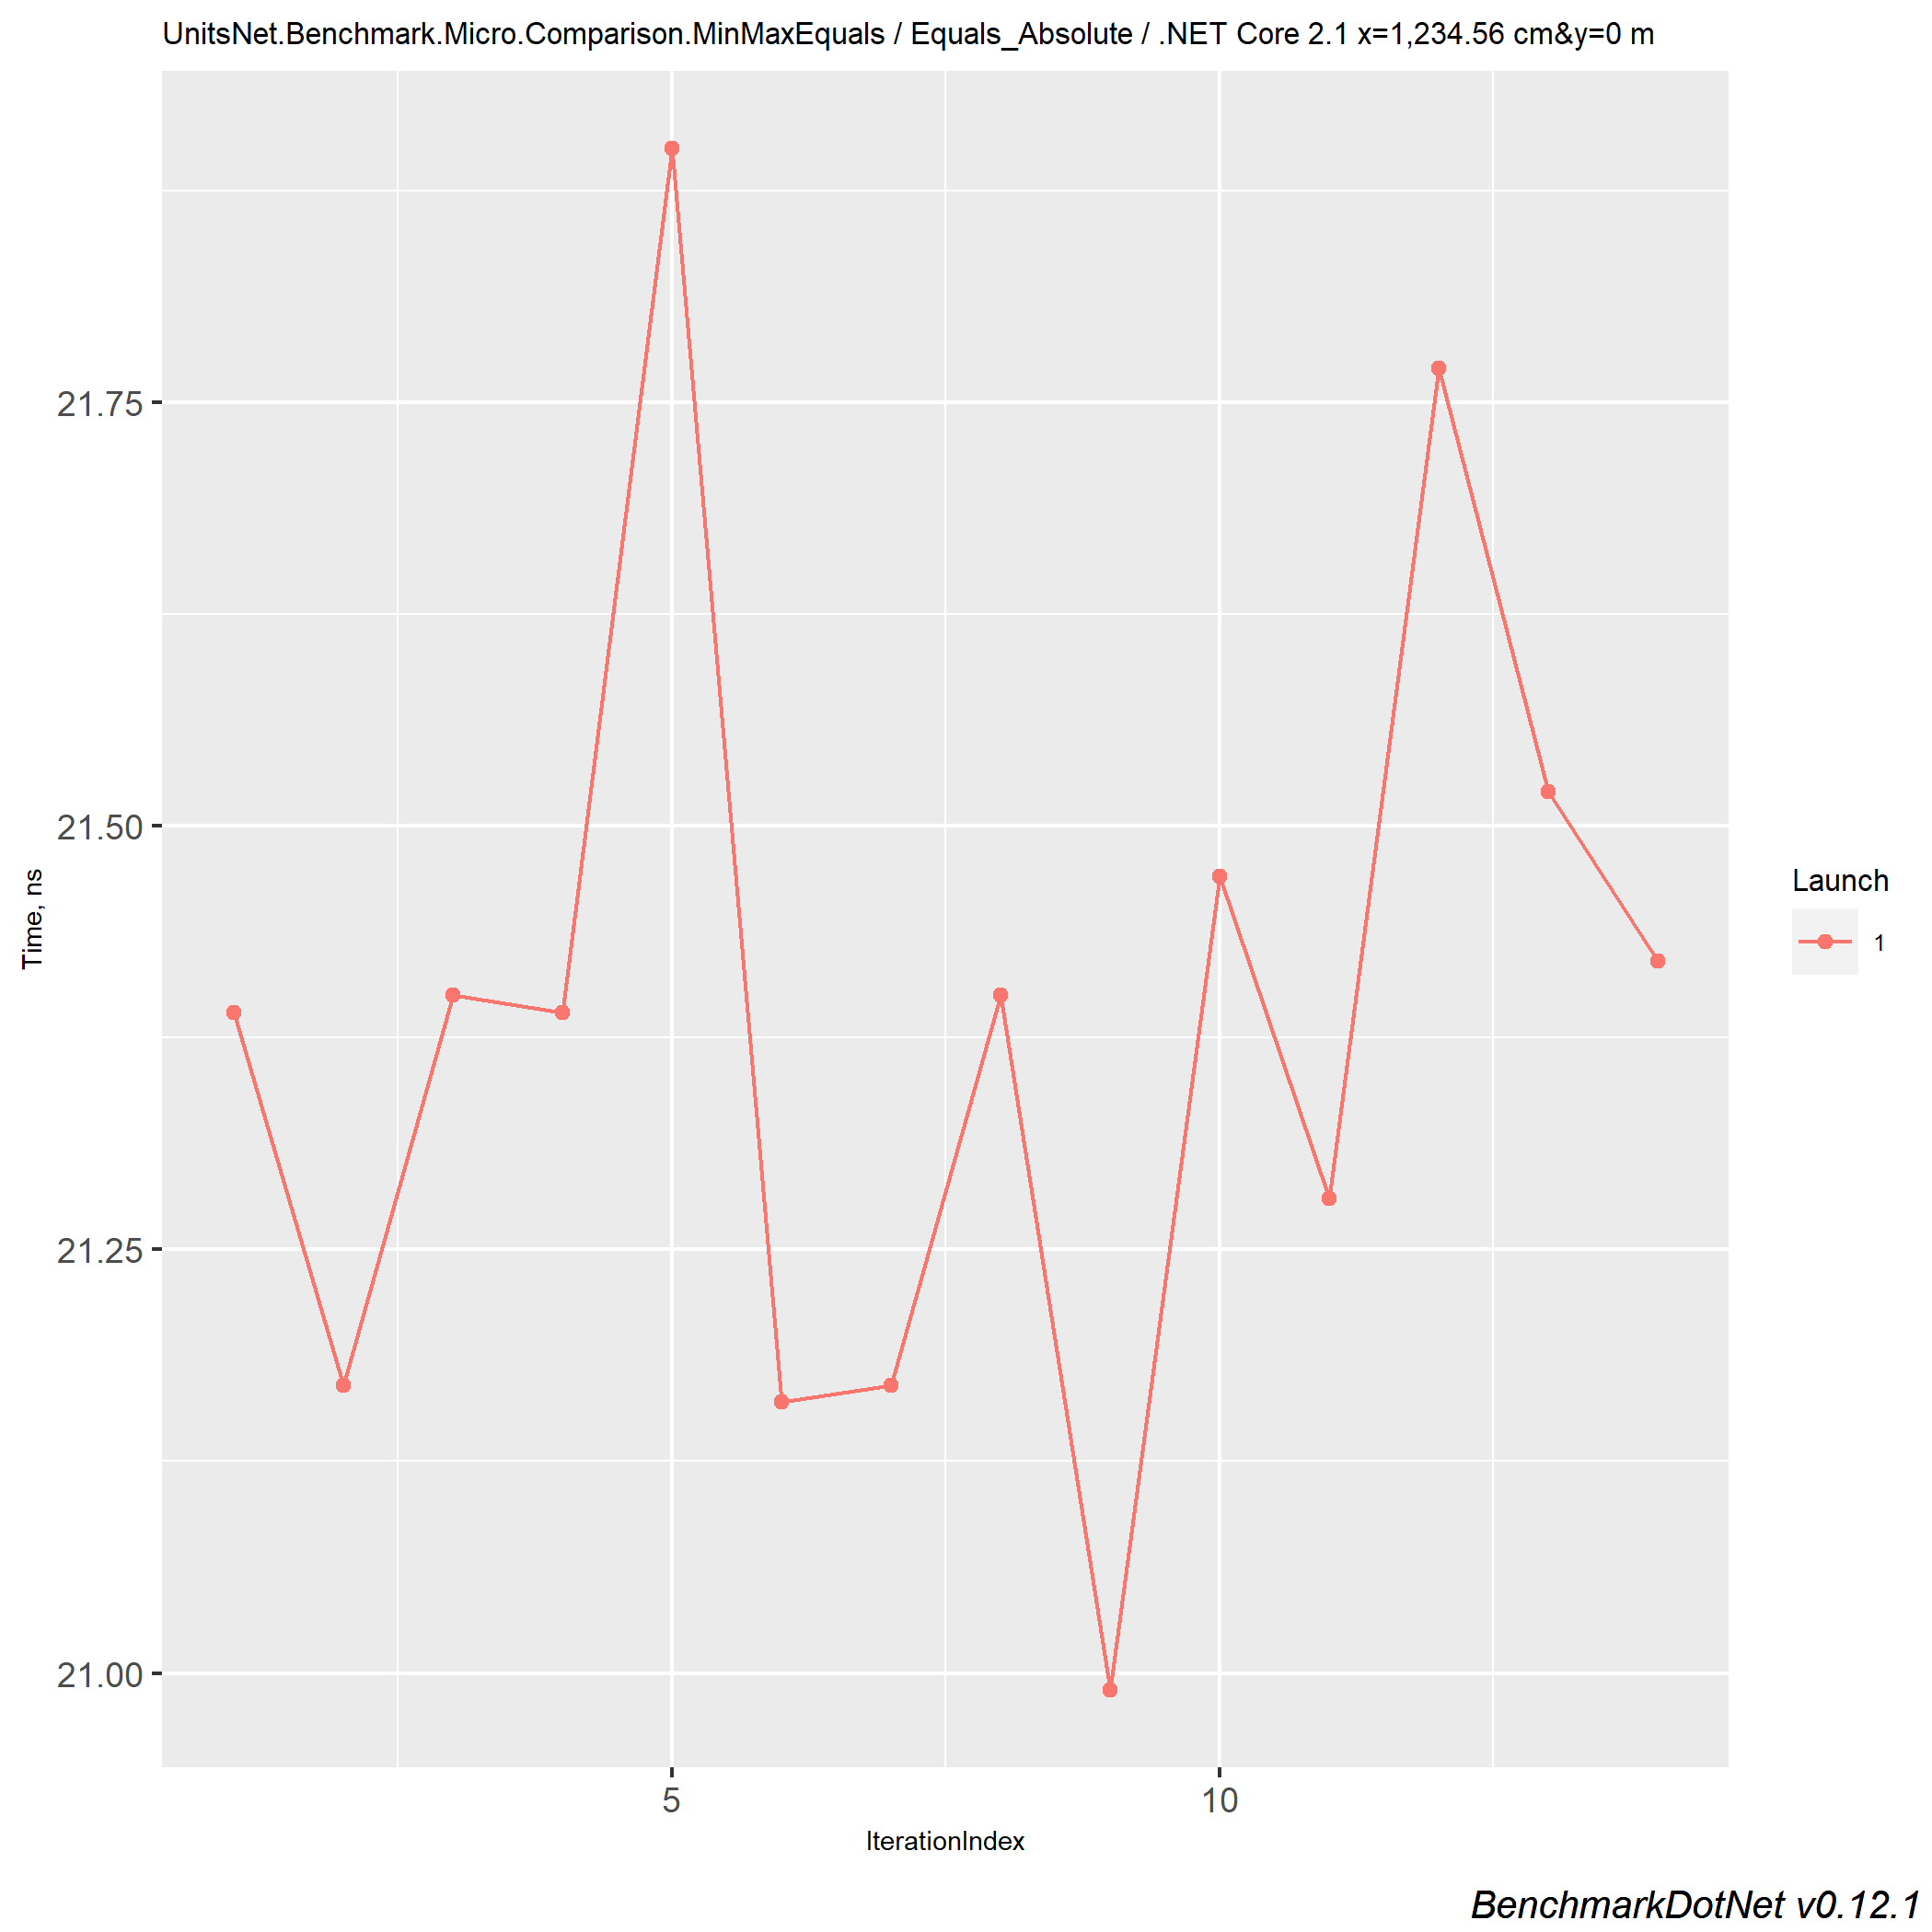 UnitsNet.Benchmark.Micro.Comparison.MinMaxEquals / Equals_Absolute / .NET Core 2.1 x=1,234.56 cm&y=0 m
21.75
21.50
21.25
21.00
Time, ns
5
10
IterationIndex
Launch
1
BenchmarkDotNet v0.12.1